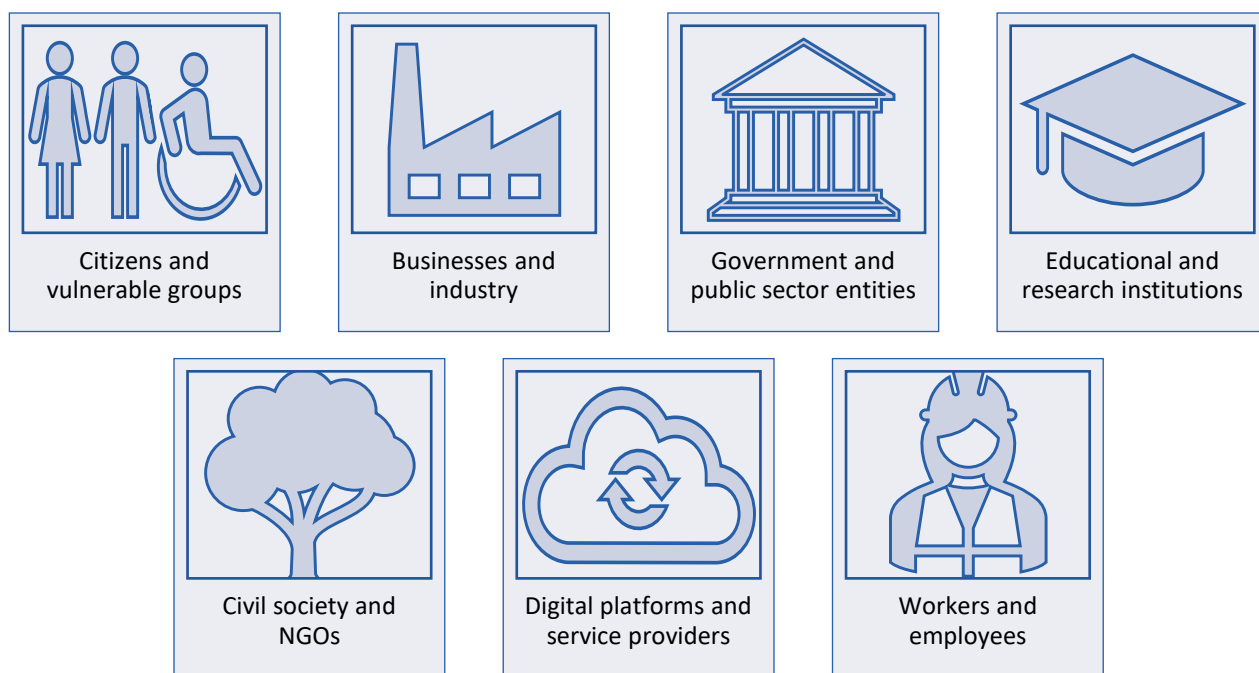 Citizens and
vulnerable groups
Businesses and
industry
Government and
public sector entities
Educational and
research institutions
Civil society and
NGOs
Digital platforms and
service providers
Workers and
employees